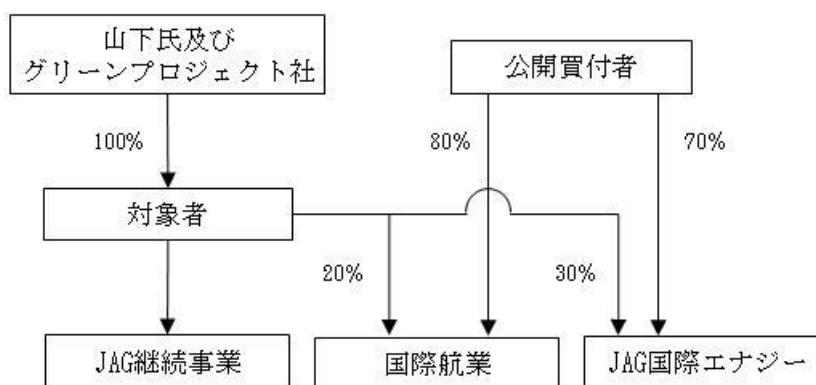 山下氏及び
グリーンプロジェクト社
公開買付者
100%
80%
70%
対象者
20%
30%
JAG継続事業
国際航業
JAG国際エナジー